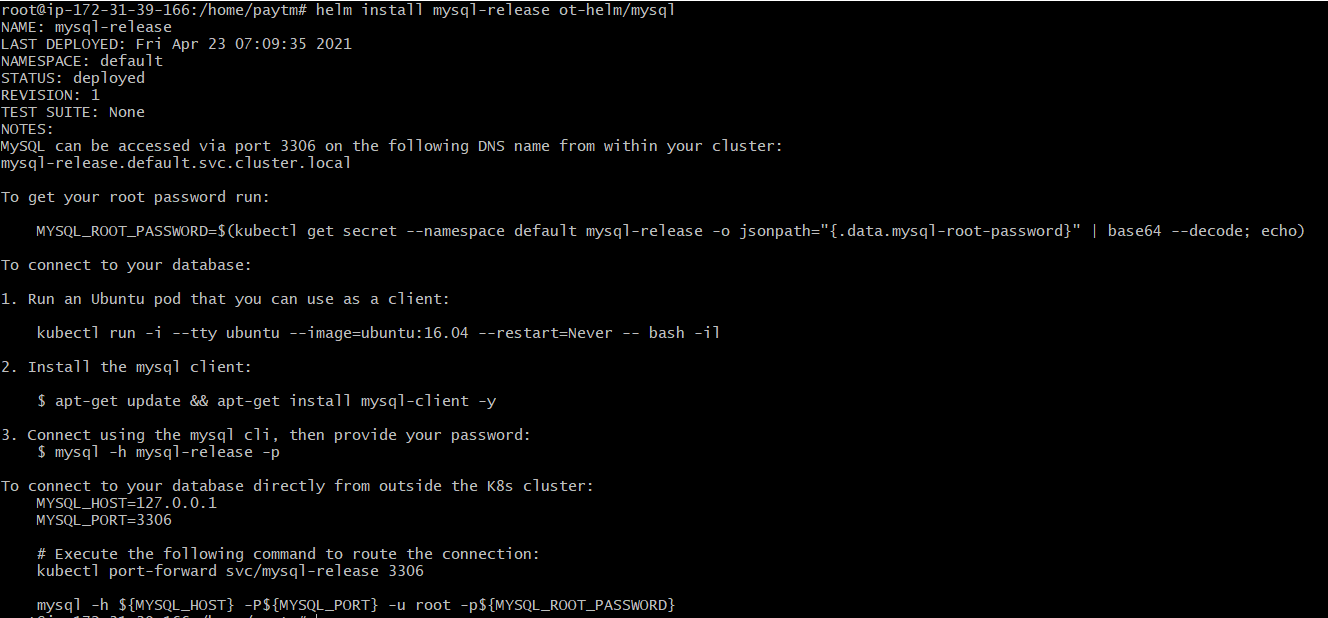 root@ip-172-31-39-166:/home/paytm# helm install mysql-release ot-helm/mysql
NAME: mysql-release
LAST DEPLOYED: Fri Apr 23 07:09:35 2021
NAMESPACE: default
STATUS: deployed
REVISION: 1
TEST SUITE: None
NOTES:
MySQL can be accessed via port 3306 on the following DNS name from within your cluster:
mysql-release.default.svc.cluster.local
To get your root password run:
MYSQL_ROOT_PASSWORD=$(kubectl get secret --namespace default mysql-release -o jsonpath="{.data.mysql-root-password}" | base64 --decode; echo)
To connect to your database:
1. Run an Ubuntu pod that you can use as a client:
kubectl run -i --tty ubuntu --image=ubuntu:16.04 --restart=Never -- bash -il
2. Install the mysql client:
$ apt-get update && apt-get install mysql-client -y
3. Connect using the mysql cli, then provide your password:
$ mysql -h mysql-release -p
To connect to your database directly from outside the K8s cluster:
MYSQL_HOST=127.0.0.1
MYSQL_PORT=3306
# Execute the following command to route the connection:
kubectl port-forward svc/mysql-release 3306
mysql -h ${MYSQL_HOST} -P${MYSQL_PORT} -u root -p${MYSQL_ROOT_PASSWORD}